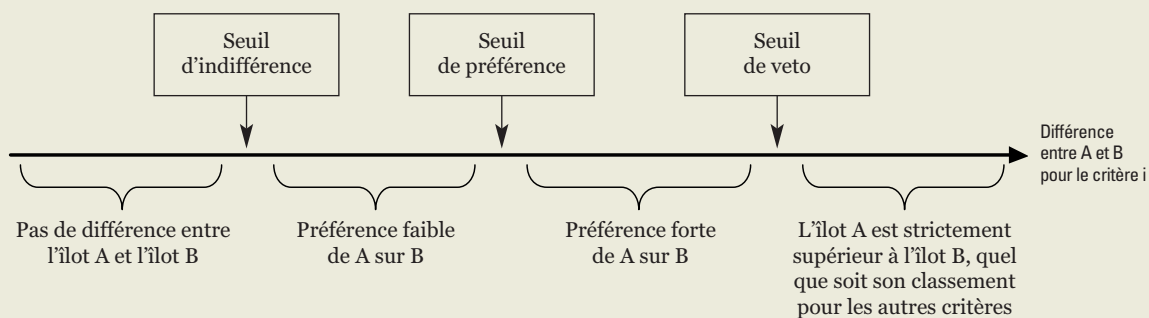 Seuil
d'indifférence
Seuil
de préférence
Seuil
de veto
Différence
entre A et B
pour le critère i
Pas de différence entre
l'îlot A et l'îlot B
Préférence faible
de A sur B
Préférence forte
de A sur B
L'îlot A est strictement
supérieur à l'îlot B, quel
que soit son classement
pour les autres critères